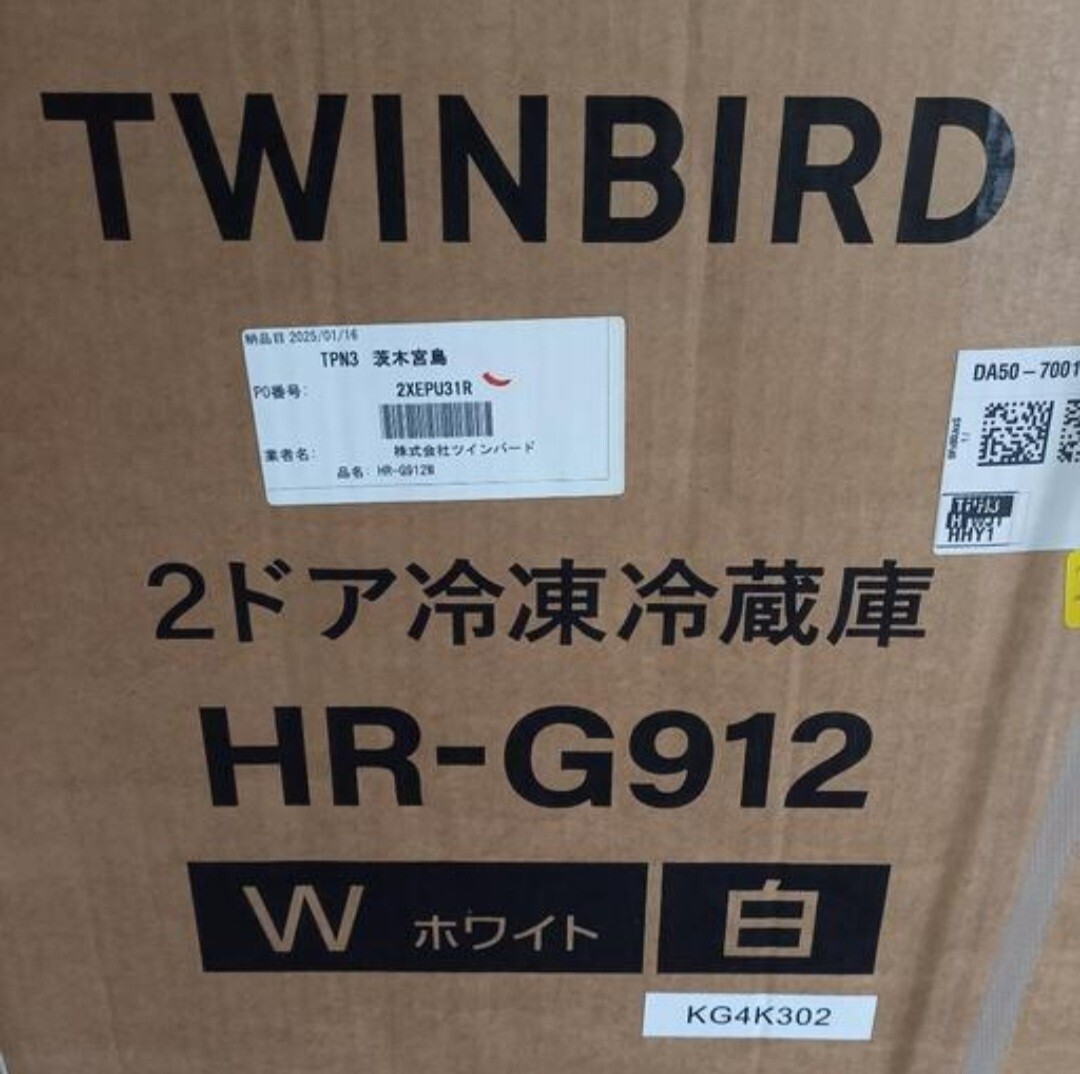 TWINBIRD
納品日 2025/01/16
TPN3 茨木宮島
PO番号: 2XEPU31R
業者名: 株式会社ツインバード
品名: HR-G912W
DA50-7001
TPN3
HHY1
2ドア冷凍冷蔵庫
HR-G912
W ホワイト 白
KG4K302